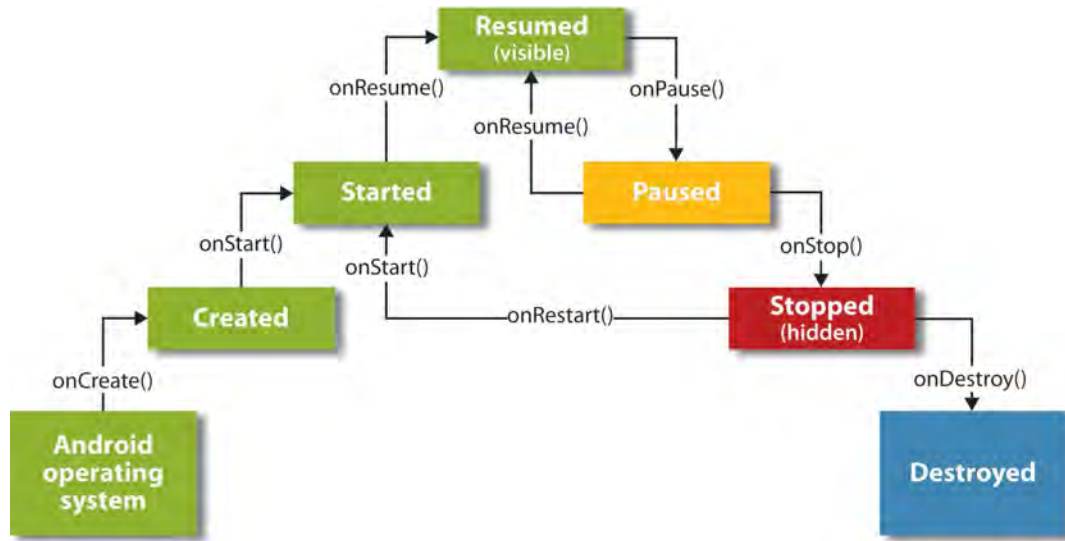 Resumed
(visible)
onResume()
onPause()
onResume()
Started
Paused
onStart()
onStart()
onStop()
Created
onRestart()
Stopped
(hidden)
onCreate()
onDestroy()
Android
operating
system
Destroyed